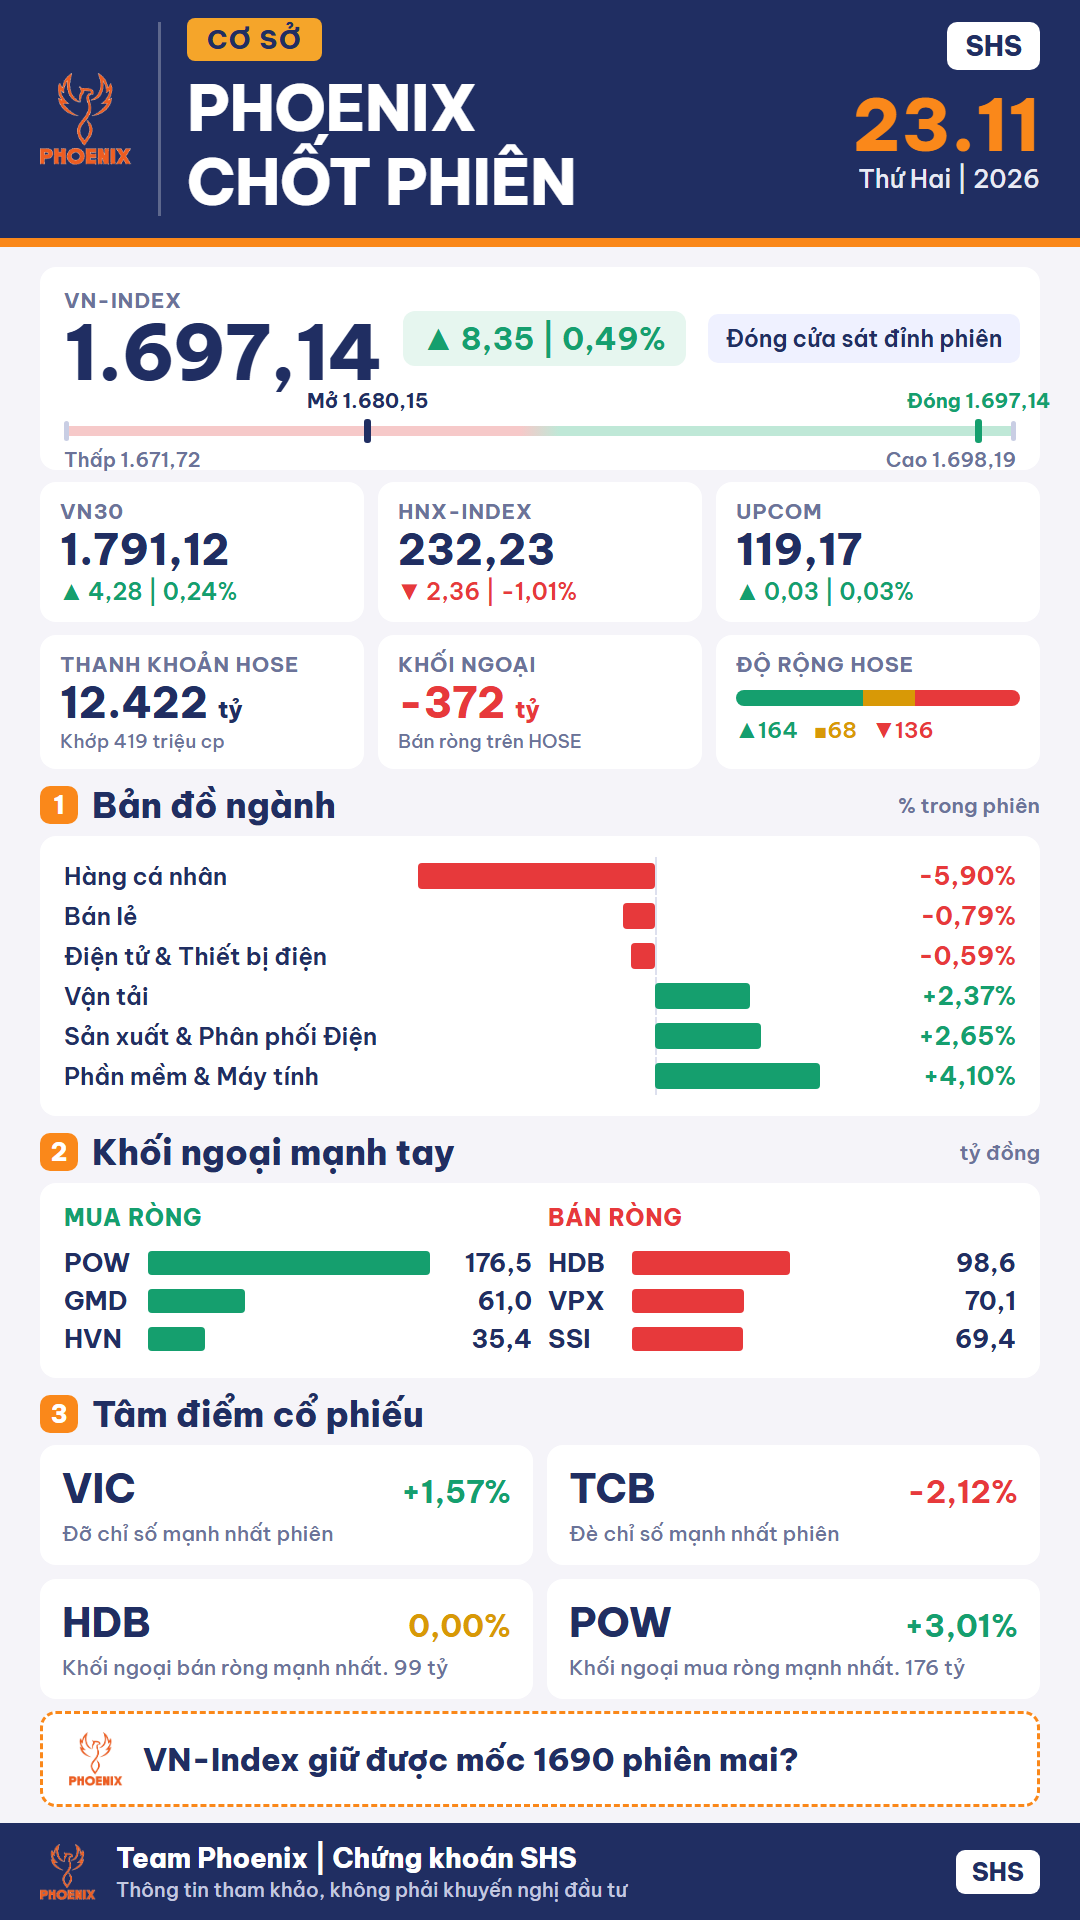 CƠ SỞ
PHOENIX
CHỐT PHIÊN
PHOENIX
SHS
23.11
Thứ Hai | 2026
VN-INDEX
1.697,14
▲ 8,35 | 0,49%
Đóng cửa sát đỉnh phiên
Mở 1.680,15
Đóng 1.697,14
Thấp 1.671,72
Cao 1.698,19
VN30
1.791,12
▲ 4,28 | 0,24%
HNX-INDEX
232,23
▼ 2,36 | -1,01%
UPCOM
119,17
▲ 0,03 | 0,03%
THANH KHOẢN HOSE
12.422 tỷ
Khớp 419 triệu cp
KHỐI NGOẠI
-372 tỷ
Bán ròng trên HOSE
ĐỘ RỘNG HOSE
▲164 ■68 ▼136
1 Bản đồ ngành
% trong phiên
Hàng cá nhân -5,90%
Bán lẻ -0,79%
Điện tử & Thiết bị điện -0,59%
Vận tải +2,37%
Sản xuất & Phân phối Điện +2,65%
Phần mềm & Máy tính +4,10%
2 Khối ngoại mạnh tay
tỷ đồng
MUA RÒNG
POW 176,5
GMD 61,0
HVN 35,4
BÁN RÒNG
HDB 98,6
VPX 70,1
SSI 69,4
3 Tâm điểm cổ phiếu
VIC +1,57%
Đỡ chỉ số mạnh nhất phiên
TCB -2,12%
Đè chỉ số mạnh nhất phiên
HDB 0,00%
Khối ngoại bán ròng mạnh nhất. 99 tỷ
POW +3,01%
Khối ngoại mua ròng mạnh nhất. 176 tỷ
PHOENIX
VN-Index giữ được mốc 1690 phiên mai?
PHOENIX
Team Phoenix | Chứng khoán SHS
Thông tin tham khảo, không phải khuyến nghị đầu tư
SHS